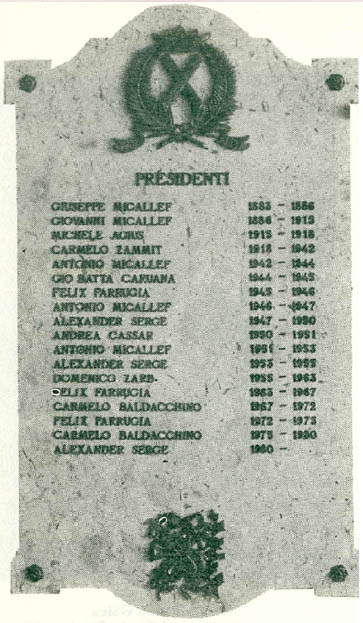 PRESIDENTI
GIUSEPPE MICALLEF 1883 - 1886
GIOVANNI MICALLEF 1886 - 1915
MICHELE AGIUS 1915 - 1918
CARMELO ZAMMIT 1918 - 1942
ANTONIO MICALLEF 1942 - 1944
GIO BATTA CARUANA 1944 - 1945
FELIX FARRUGIA 1945 - 1946
ANTONIO MICALLEF 1946 - 1947
ALEXANDER SERGE 1947 - 1950
ANDREA CASSAR 1950 - 1951
ANTONIO MICALLEF 1951 - 1953
ALEXANDER SERGE 1953 - 1955
DOMENICO ZARB 1955 - 1963
FELIX FARRUGIA 1963 - 1967
CARMELO BALDACCHINO 1967 - 1972
FELIX FARRUGIA 1972 - 1973
CARMELO BALDACCHINO 1973 - 1980
ALEXANDER SERGE 1980 -